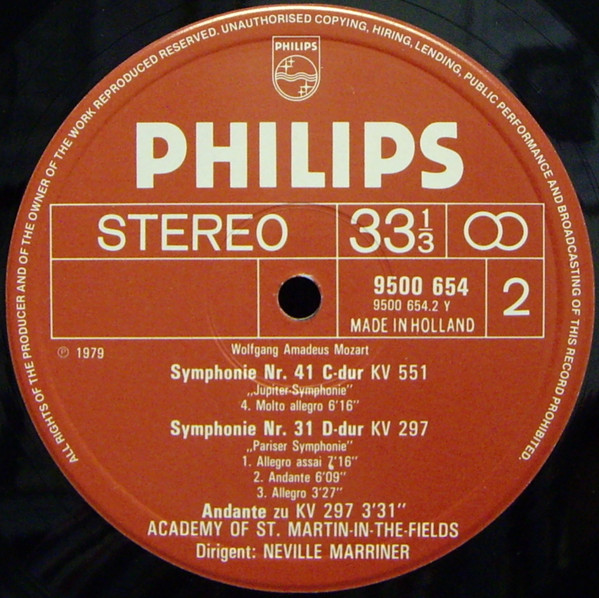 ALL RIGHTS OF THE PRODUCER AND OF THE OWNER OF THE WORK REPRODUCED RESERVED. UNAUTHORISED COPYING, HIRING, LENDING, PUBLIC PERFORMANCE AND BROADCASTING OF THIS RECORD PROHIBITED.
PHILIPS
PHILIPS
STEREO 33 1/3
9500 654
9500 654.2 Y
MADE IN HOLLAND
2
℗ 1979
Wolfgang Amadeus Mozart
Symphonie Nr. 41 C-dur KV 551
„Jupiter-Symphonie"
4. Molto allegro 6'16"
Symphonie Nr. 31 D-dur KV 297
„Pariser Symphonie"
1. Allegro assai 7'16"
2. Andante 6'09"
3. Allegro 3'27"
Andante zu KV 297 3'31"
ACADEMY OF ST. MARTIN-IN-THE-FIELDS
Dirigent: NEVILLE MARRINER